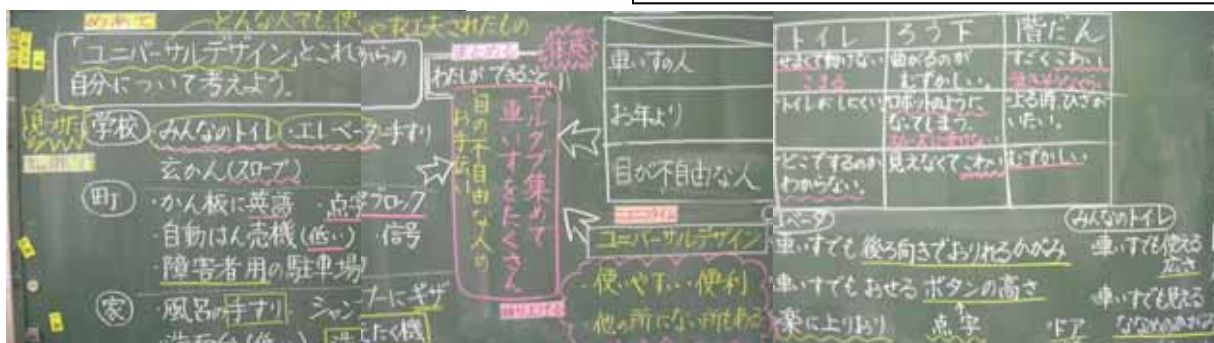 どんな人でも使いやすく工夫されたもの
「ユニバーサルデザイン」とこれからの
自分について考えよう。
見つけた
学校 みんなのトイレ ・エレベータ 手すり
玄かん(スロープ)
町 ・かん板に英語 ・点字ブロック
・自動はん売機(低い) ・信号
・障害者用の駐車場
家 ・風呂の手すり
わたしができること
プルタブ集めて
車いすをたくさん
目の不自由な人の
お手伝い
体感
車いすの人
お年より
目が不自由な人
ユニバーサルデザイン
・使いやすい・便利
・他の所にない所もある
トイレ ろう下 階だん
せまくて動けない
こまる
曲がるのが
むずかしい。
すごくこわい
・トイレがしにくい
ロボットのように
なってしまう。
・上る時、ひざが
いたい。
・どこでするのか
わからない。
見えなくてこわい
むずかしい
ベータ
みんなのトイレ
車いすでも後ろ向きでおりれるかがみ
・車いすでも使える
広さ
車いすでもおせる ボタンの高さ
・車いすでも見える
ななめのかがみ
・楽に上りおり
点字
・ドア